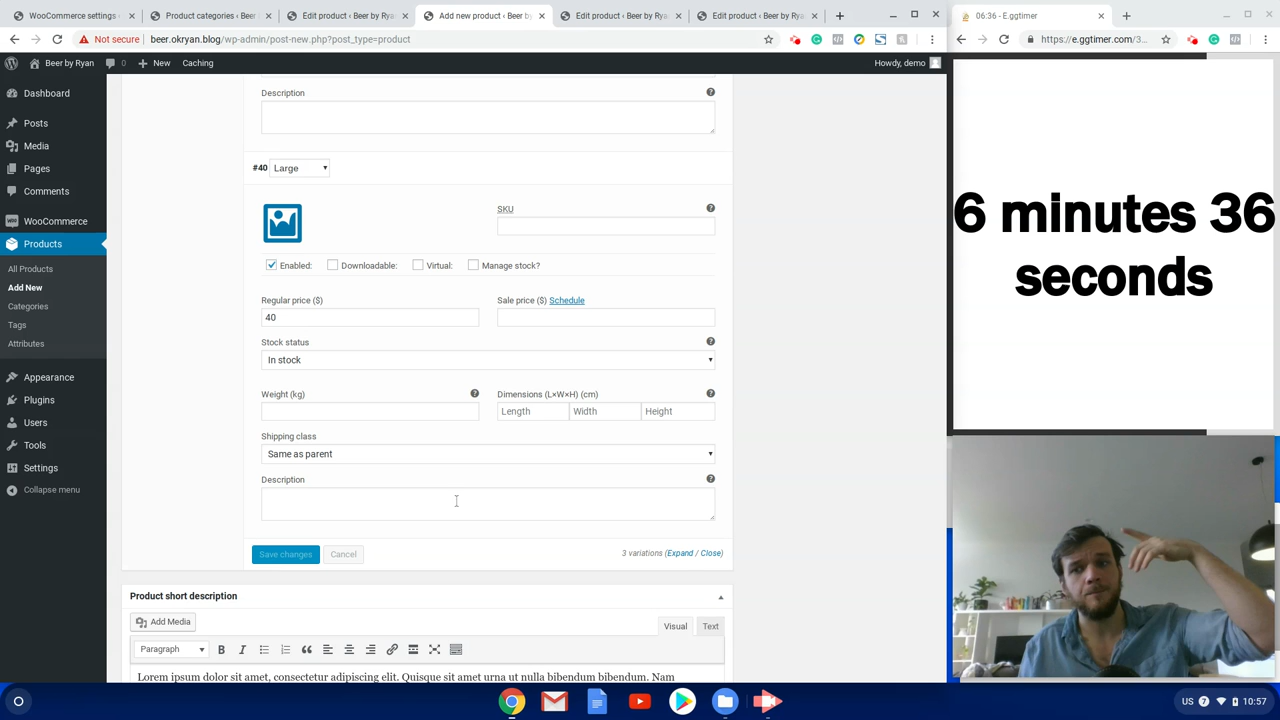 WooCommerce settings ‹
Product categories ‹ Beer
Edit product ‹ Beer by Rya
Add new product ‹ Beer by
Edit product ‹ Beer by Rya
Edit product ‹ Beer by Rya
06:36 - E.ggtimer
Not secure
beer.okryan.blog/wp-admin/post-new.php?post_type=product
https://e.ggtimer.com/3...
Beer by Ryan
0
New
Caching
Howdy, demo
Dashboard
Posts
Media
Pages
Comments
WooCommerce
Products
All Products
Add New
Categories
Tags
Attributes
Appearance
Plugins
Users
Tools
Settings
Collapse menu
Description
#40 Large
SKU
Enabled:
Downloadable:
Virtual:
Manage stock?
Regular price ($)
Sale price ($) Schedule
40
Stock status
In stock
Weight (kg)
Dimensions (L×W×H) (cm)
Length
Width
Height
Shipping class
Same as parent
Description
Save changes
Cancel
3 variations (Expand / Close)
Product short description
Add Media
Visual
Text
Paragraph
B
I
Lorem ipsum dolor sit amet, consectetur adipiscing elit. Quisque sit amet urna ut nulla bibendum bibendum. Nam
6 minutes 36
seconds
US
7
10:57